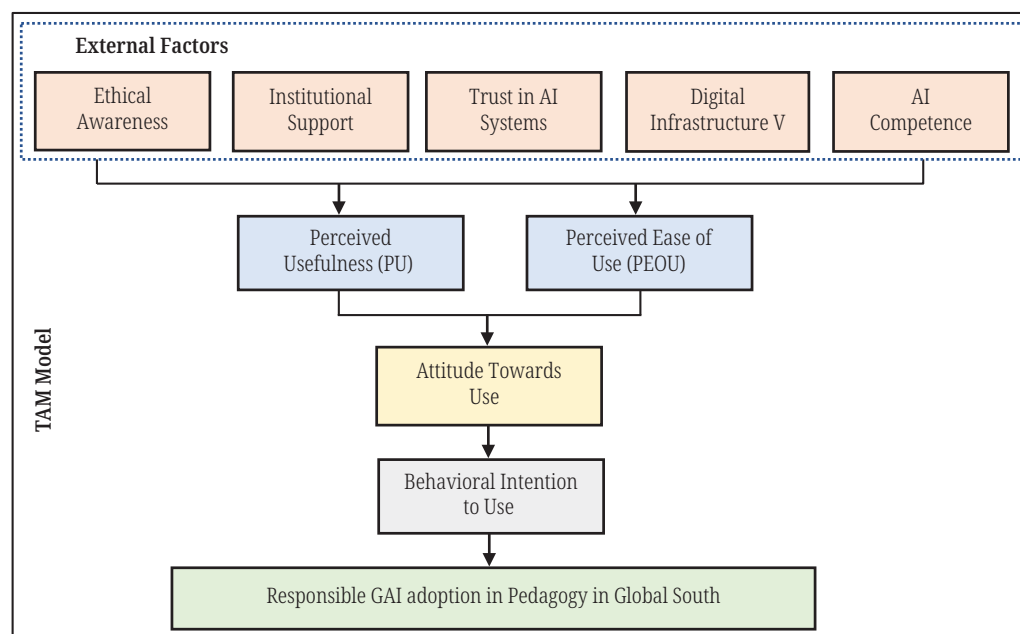 External Factors
Ethical
Awareness
Institutional
Support
Trust in AI
Systems
Digital
Infrastructure V
AI
Competence
Perceived
Usefulness (PU)
Perceived Ease of
Use (PEOU)
TAM Model
Attitude Towards
Use
Behavioral Intention
to Use
Responsible GAI adoption in Pedagogy in Global South